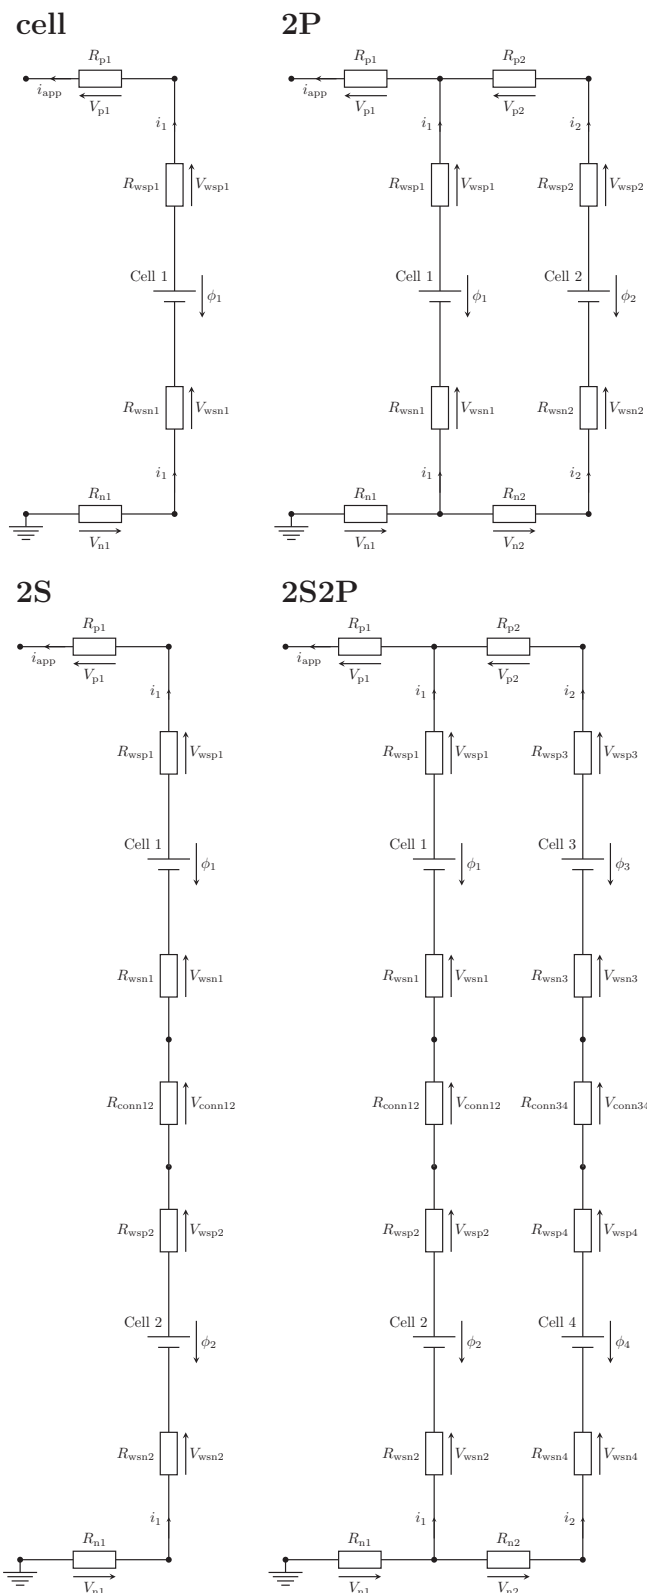 cell
2P
R_p1
i_app
V_p1
i_1
R_wsp1
V_wsp1
Cell 1
ϕ_1
R_wsn1
V_wsn1
i_1
R_n1
V_n1
R_p1
R_p2
i_app
V_p1
V_p2
i_1
i_2
R_wsp1
V_wsp1
R_wsp2
V_wsp2
Cell 1
ϕ_1
Cell 2
ϕ_2
R_wsn1
V_wsn1
R_wsn2
V_wsn2
i_1
i_2
R_n1
R_n2
V_n1
V_n2
2S
2S2P
R_p1
i_app
V_p1
i_1
R_wsp1
V_wsp1
Cell 1
ϕ_1
R_wsn1
V_wsn1
R_conn12
V_conn12
R_wsp2
V_wsp2
Cell 2
ϕ_2
R_wsn2
V_wsn2
i_1
R_n1
V_n1
R_p1
R_p2
i_app
V_p1
V_p2
i_1
i_2
R_wsp1
V_wsp1
R_wsp3
V_wsp3
Cell 1
ϕ_1
Cell 3
ϕ_3
R_wsn1
V_wsn1
R_wsn3
V_wsn3
R_conn12
V_conn12
R_conn34
V_conn34
R_wsp2
V_wsp2
R_wsp4
V_wsp4
Cell 2
ϕ_2
Cell 4
ϕ_4
R_wsn2
V_wsn2
R_wsn4
V_wsn4
i_1
i_2
R_n1
R_n2
V_n1
V_n2